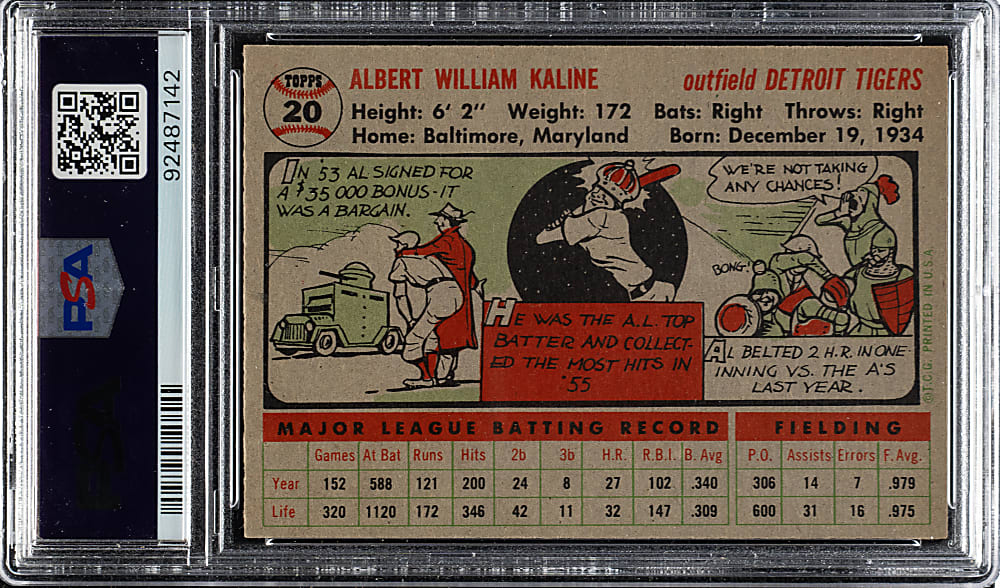 92487142
PSA
TOPPS
20
ALBERT WILLIAM KALINE
outfield DETROIT TIGERS
Height: 6' 2" Weight: 172 Bats: Right Throws: Right
Home: Baltimore, Maryland Born: December 19, 1934
IN '53 AL SIGNED FOR
A $35000 BONUS-IT
WAS A BARGAIN.
HE WAS THE A.L. TOP
BATTER AND COLLECT-
ED THE MOST HITS IN
'55
WE'RE NOT TAKING
ANY CHANCES!
BONG!
AL BELTED 2 H.R. IN ONE
INNING VS. THE A'S
LAST YEAR.
©T.C.G. PRINTED IN U.S.A.
MAJOR LEAGUE BATTING RECORD FIELDING
Games At Bat Runs Hits 2b 3b H.R. R.B.I. B. Avg P.O. Assists Errors F. Avg.
Year 152 588 121 200 24 8 27 102 .340 306 14 7 .979
Life 320 1120 172 346 42 11 32 147 .309 600 31 16 .975